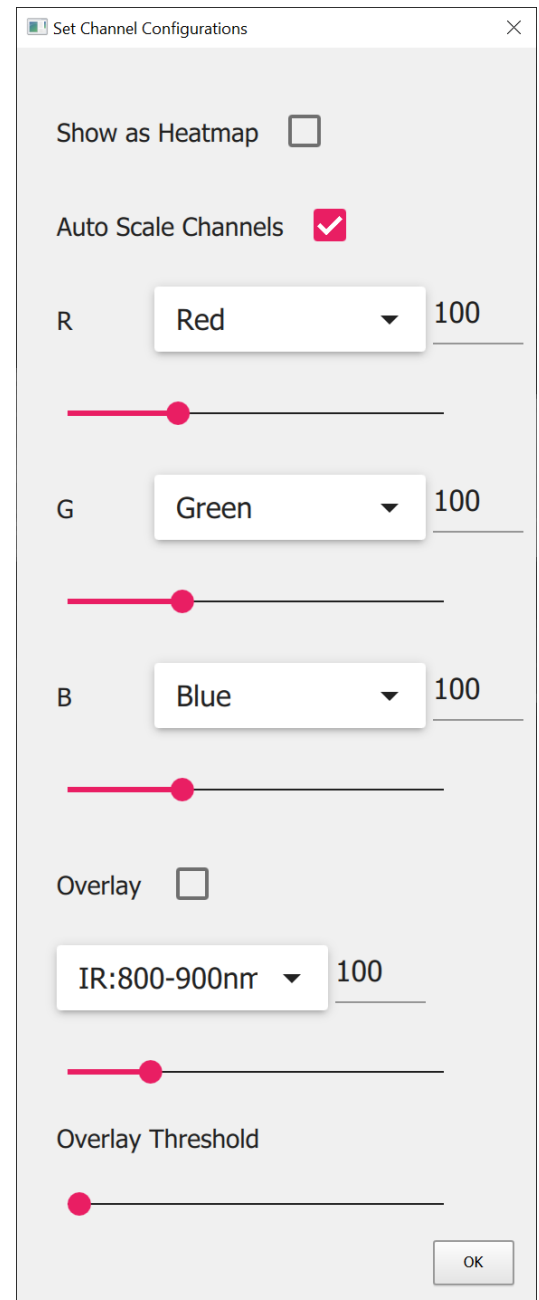 Set Channel Configurations
Show as Heatmap
Auto Scale Channels
R Red 100
G Green 100
B Blue 100
Overlay
IR:800-900nm 100
Overlay Threshold
OK